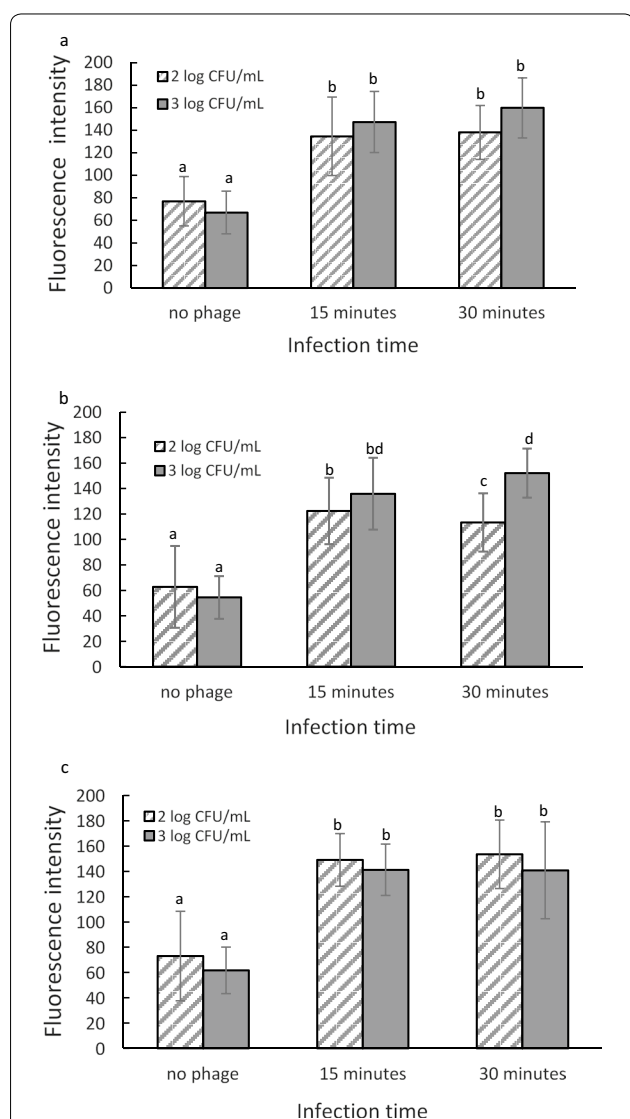 a
Fluorescence intensity
200
180
160
140
120
100
80
60
40
20
0
2 log CFU/mL
3 log CFU/mL
a a
b b
b b
no phage 15 minutes 30 minutes
Infection time
b
Fluorescence intensity
200
180
160
140
120
100
80
60
40
20
0
2 log CFU/mL
3 log CFU/mL
a a
b bd
c d
no phage 15 minutes 30 minutes
Infection time
c
Fluorescence intensity
200
180
160
140
120
100
80
60
40
20
0
2 log CFU/mL
3 log CFU/mL
a a
b b
b b
no phage 15 minutes 30 minutes
Infection time